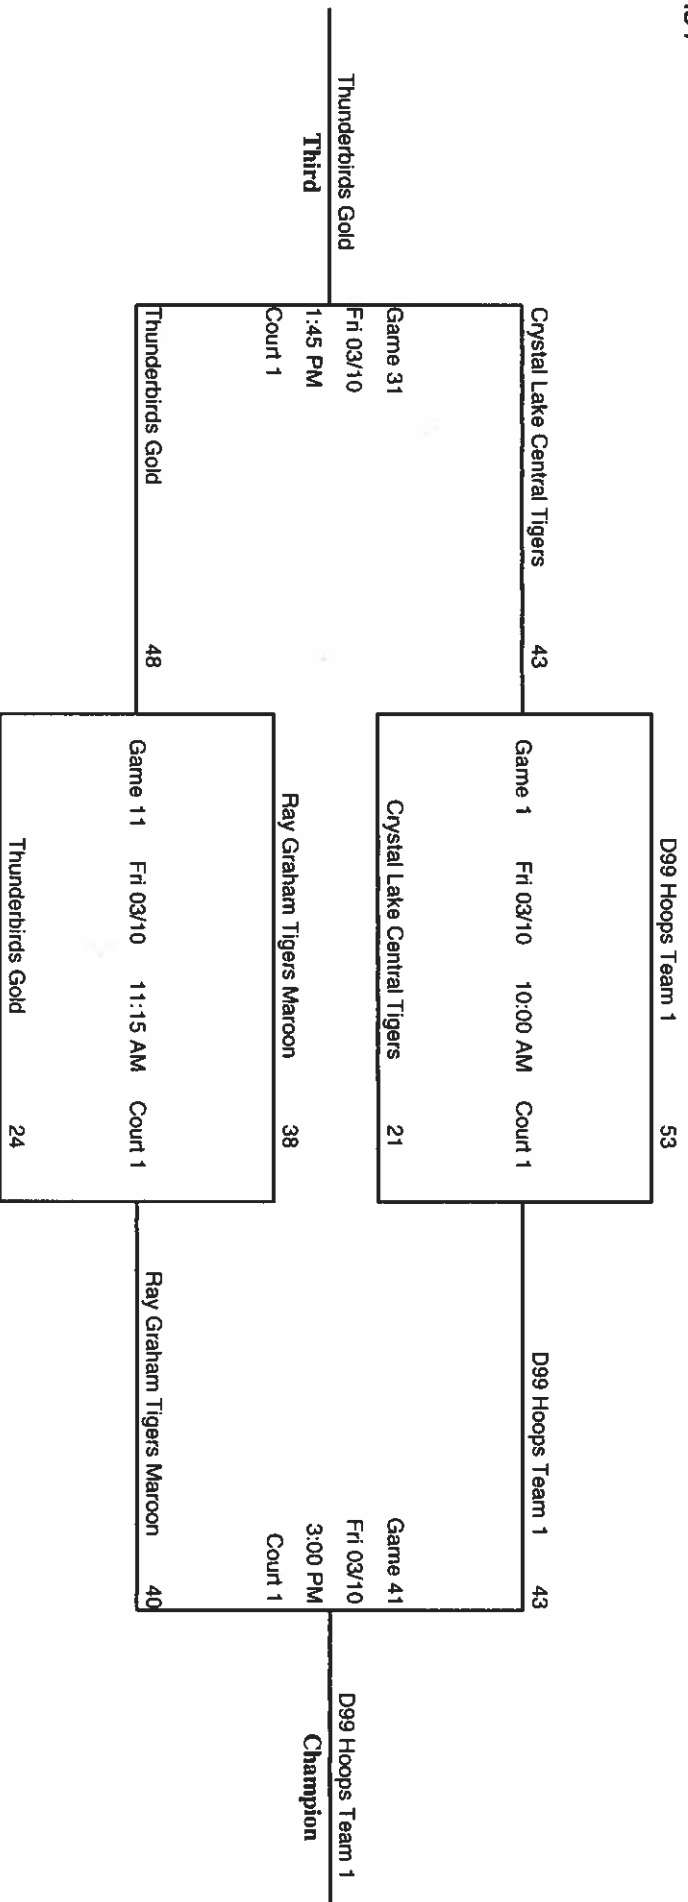 D99 Hoops Team 1 53
Game 1 Fri 03/10 10:00 AM Court 1
Crystal Lake Central Tigers 21
Crystal Lake Central Tigers 43
D99 Hoops Team 1 43
Game 31
Fri 03/10
1:45 PM
Court 1
Thunderbirds Gold
Third
Game 41
Fri 03/10
3:00 PM
Court 1
D99 Hoops Team 1
Champion
Ray Graham Tigers Maroon 38
Game 11 Fri 03/10 11:15 AM Court 1
Thunderbirds Gold 24
Thunderbirds Gold 48
Ray Graham Tigers Maroon 40